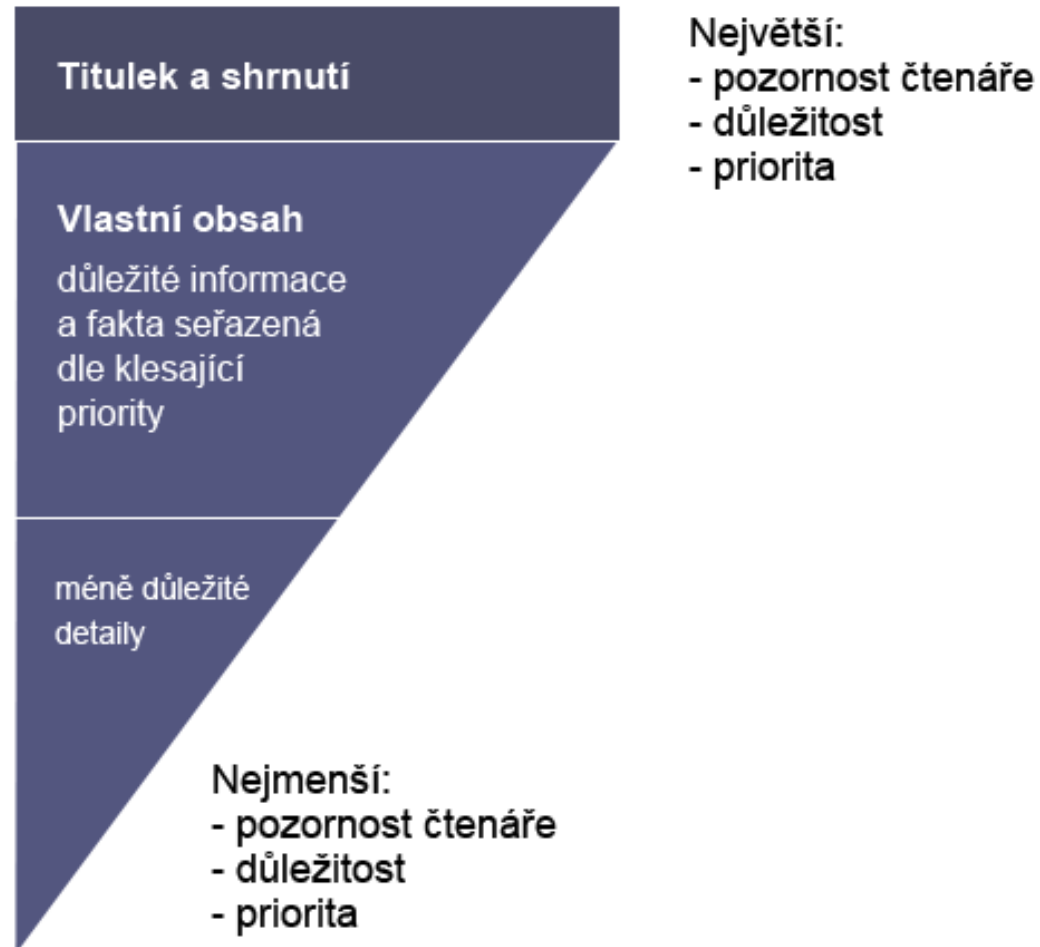 Titulek a shrnutí
Největší:
- pozornost čtenáře
- důležitost
- priorita
Vlastní obsah
důležité informace
a fakta seřazená
dle klesající
priority
méně důležité
detaily
Nejmenší:
- pozornost čtenáře
- důležitost
- priorita